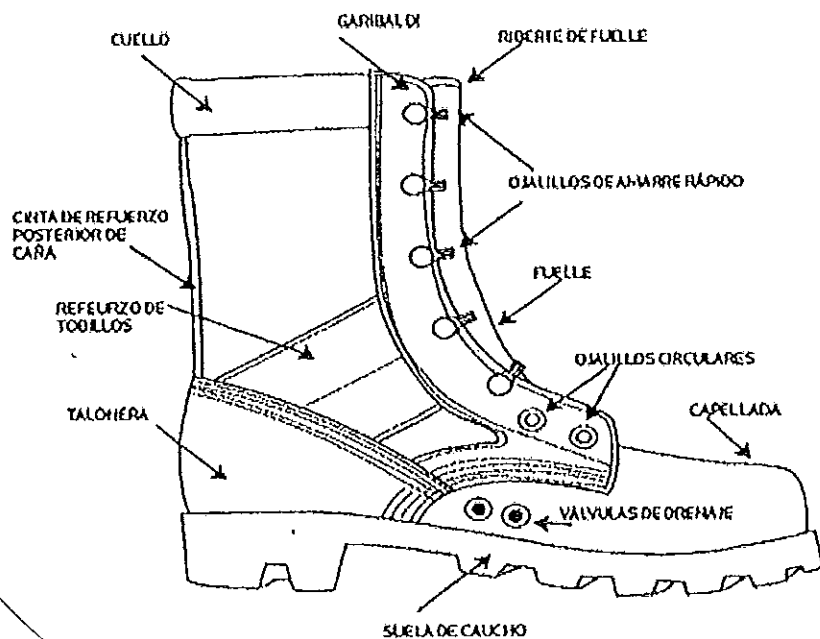 GARIBALDI
CUELLO
RIBERTE DE FUELLE
OJALILLOS DE AMARRE RÁPIDO
CINTA DE REFUERZO
POSTERIOR DE
CAÑA
FUELLE
REFEURZO DE
TOBILLOS
OJALILLOS CIRCULARES
TALONERA
CAPELLADA
VÁLVULAS DE DRENAJE
SUELA DE CAUCHO